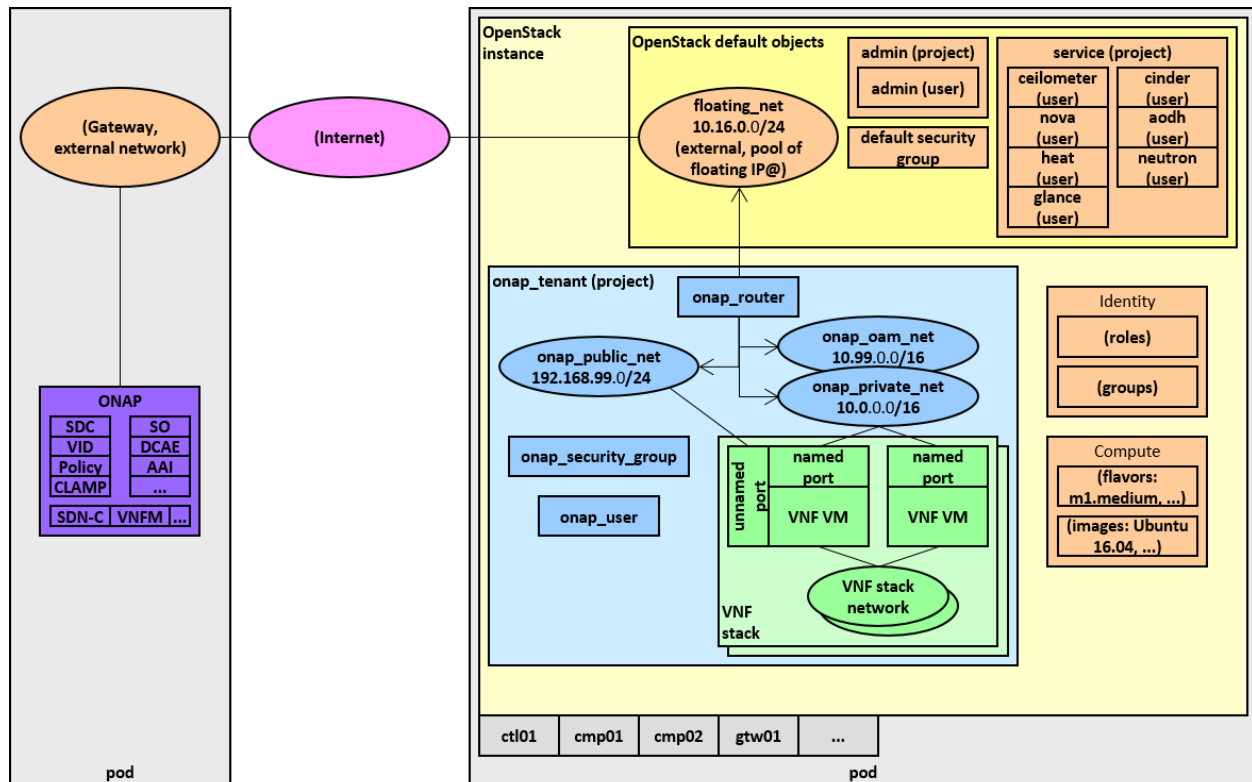 (Gateway,
external network)
ONAP
SDC
SO
VID
DCAE
Policy
AAI
CLAMP
...
SDN-C
VNFM
...
pod
(Internet)
OpenStack
instance
OpenStack default objects
floating_net
10.16.0.0/24
(external, pool of
floating IP@)
admin (project)
admin (user)
default security
group
service (project)
ceilometer
(user)
cinder
(user)
nova
(user)
aodh
(user)
heat
(user)
neutron
(user)
glance
(user)
onap_tenant (project)
onap_router
onap_public_net
192.168.99.0/24
onap_oam_net
10.99.0.0/16
onap_private_net
10.0.0.0/16
onap_security_group
onap_user
unnamed
port
named
port
VNF VM
named
port
VNF VM
VNF stack
network
VNF
stack
Identity
(roles)
(groups)
Compute
(flavors:
m1.medium, ...)
(images: Ubuntu
16.04, ...)
ctl01
cmp01
cmp02
gtw01
...
pod